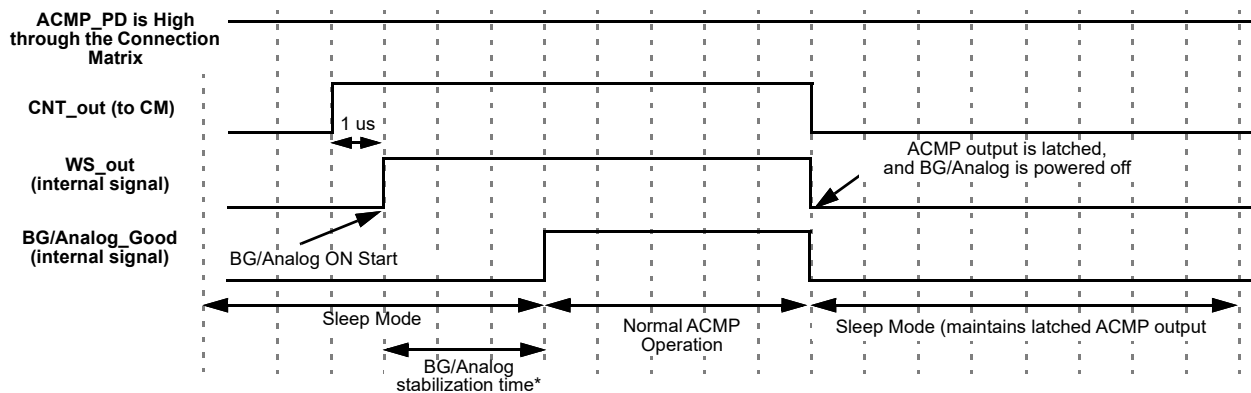 ACMP_PD is High
through the Connection
Matrix
CNT_out (to CM)
1 us
WS_out
(internal signal)
ACMP output is latched,
and BG/Analog is powered off
BG/Analog_Good
(internal signal)
BG/Analog ON Start
Sleep Mode
Normal ACMP
Operation
Sleep Mode (maintains latched ACMP output
BG/Analog
stabilization time*